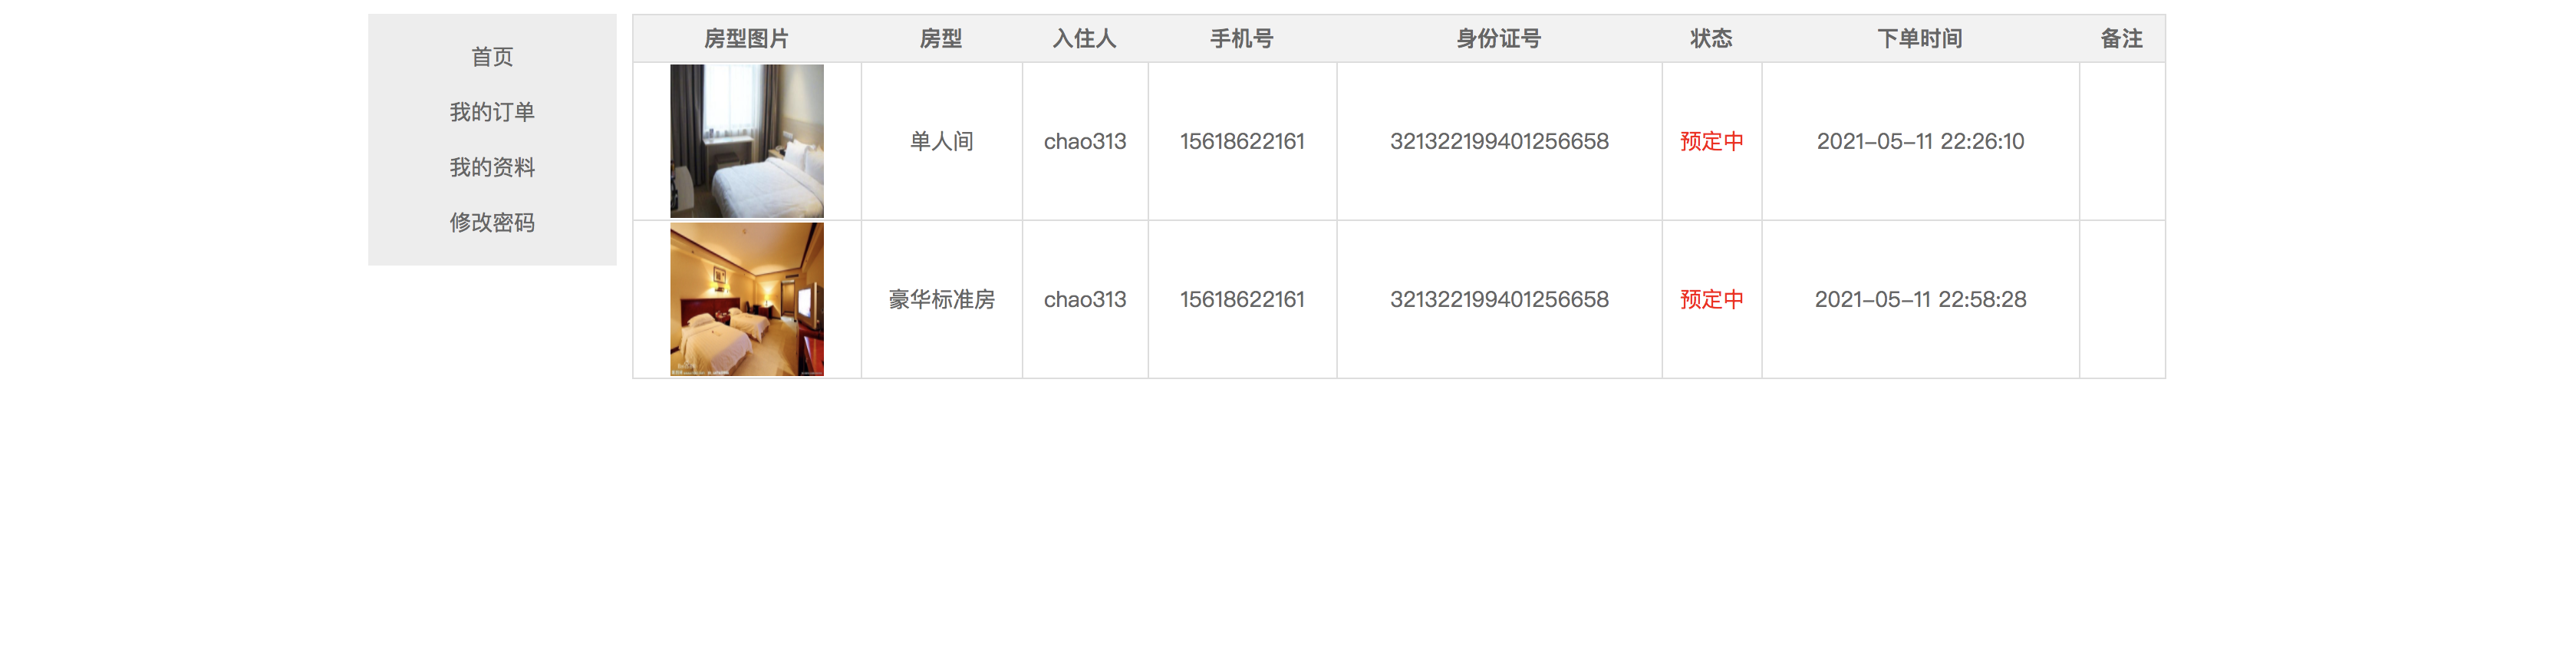 首页
我的订单
我的资料
修改密码
房型图片 房型 入住人 手机号 身份证号 状态 下单时间 备注
单人间 chao313 15618622161 321322199401256658 预定中 2021-05-11 22:26:10
豪华标准房 chao313 15618622161 321322199401256658 预定中 2021-05-11 22:58:28